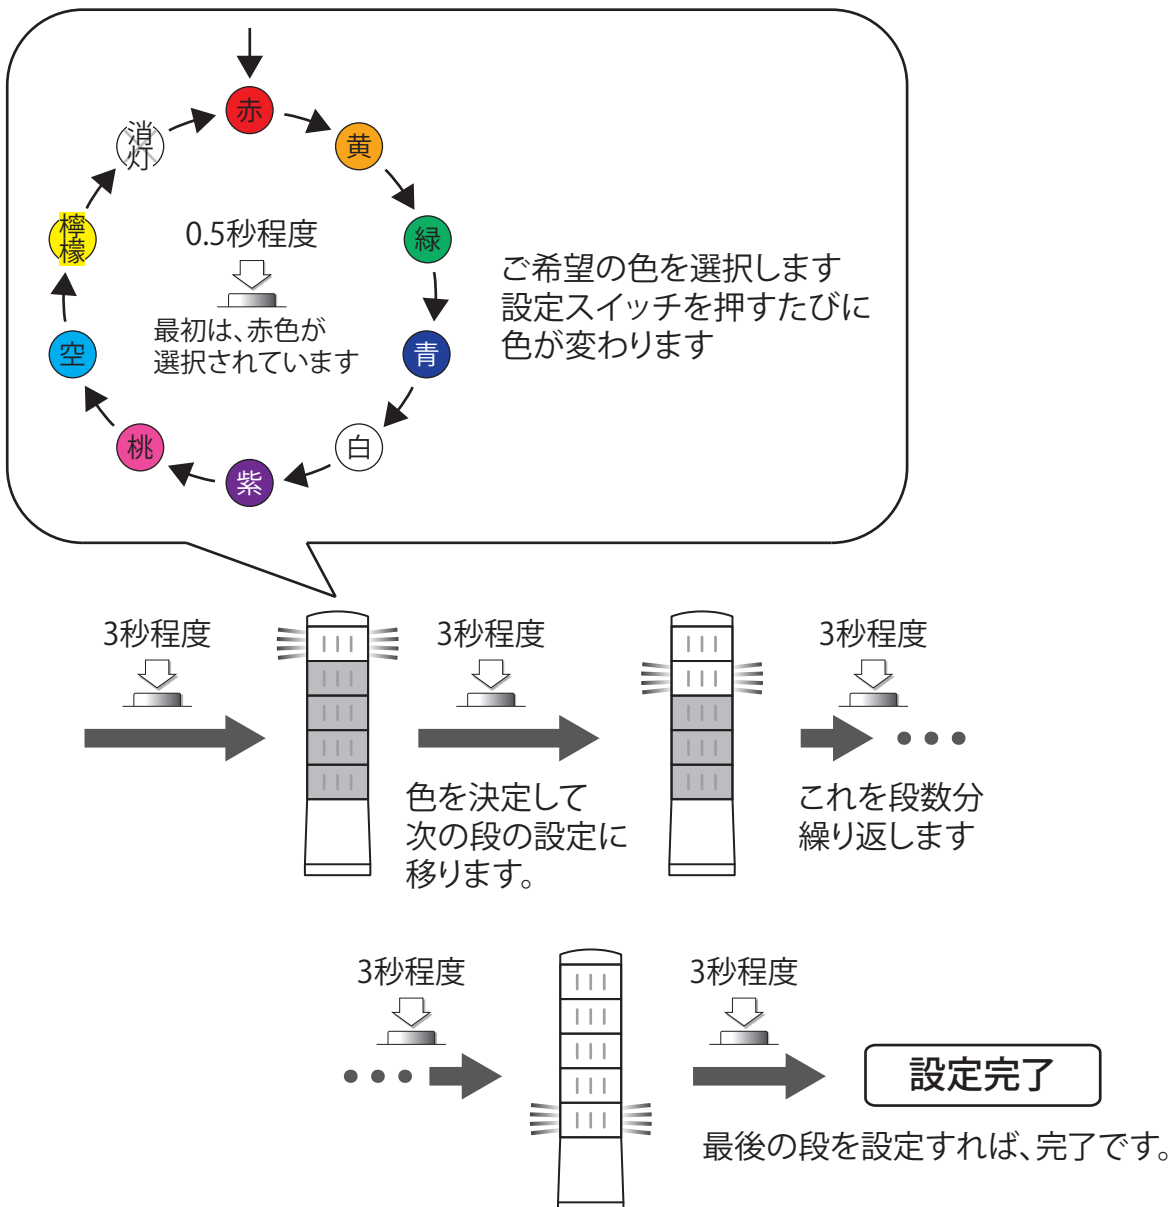 赤
黄
緑
青
白
紫
桃
空
檸檬
消灯
0.5秒程度
最初は、赤色が
選択されています
ご希望の色を選択します
設定スイッチを押すたびに
色が変わります
3秒程度
3秒程度
色を決定して
次の段の設定に
移ります。
3秒程度
これを段数分
繰り返します
3秒程度
3秒程度
設定完了
最後の段を設定すれば、完了です。